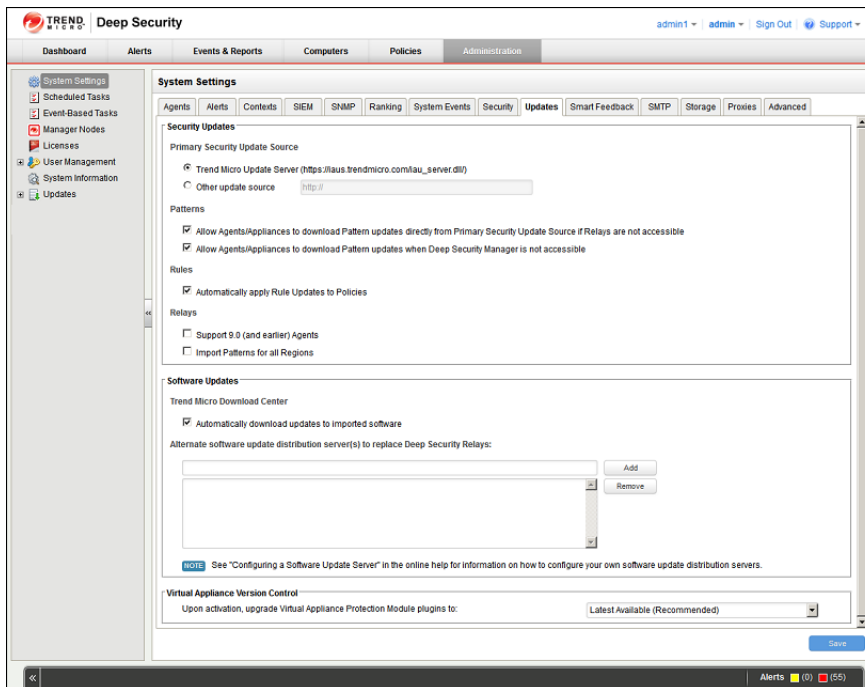 TREND MICRO Deep Security
admin1 admin Sign Out Support
Dashboard Alerts Events & Reports Computers Policies Administration
System Settings
Scheduled Tasks
Event-Based Tasks
Manager Nodes
Licenses
User Management
System Information
Updates
System Settings
Agents Alerts Contexts SIEM SNMP Ranking System Events Security Updates Smart Feedback SMTP Storage Proxies Advanced
Security Updates
Primary Security Update Source
Trend Micro Update Server (https://iaus.trendmicro.com/iau_server.dll/)
Other update source http://
Patterns
Allow Agents/Appliances to download Pattern updates directly from Primary Security Update Source if Relays are not accessible
Allow Agents/Appliances to download Pattern updates when Deep Security Manager is not accessible
Rules
Automatically apply Rule Updates to Policies
Relays
Support 9.0 (and earlier) Agents
Import Patterns for all Regions
Software Updates
Trend Micro Download Center
Automatically download updates to imported software
Alternate software update distribution server(s) to replace Deep Security Relays:
Add
Remove
NOTE See "Configuring a Software Update Server" in the online help for information on how to configure your own software update distribution servers.
Virtual Appliance Version Control
Upon activation, upgrade Virtual Appliance Protection Module plugins to: Latest Available (Recommended)
Save
Alerts (0) (55)